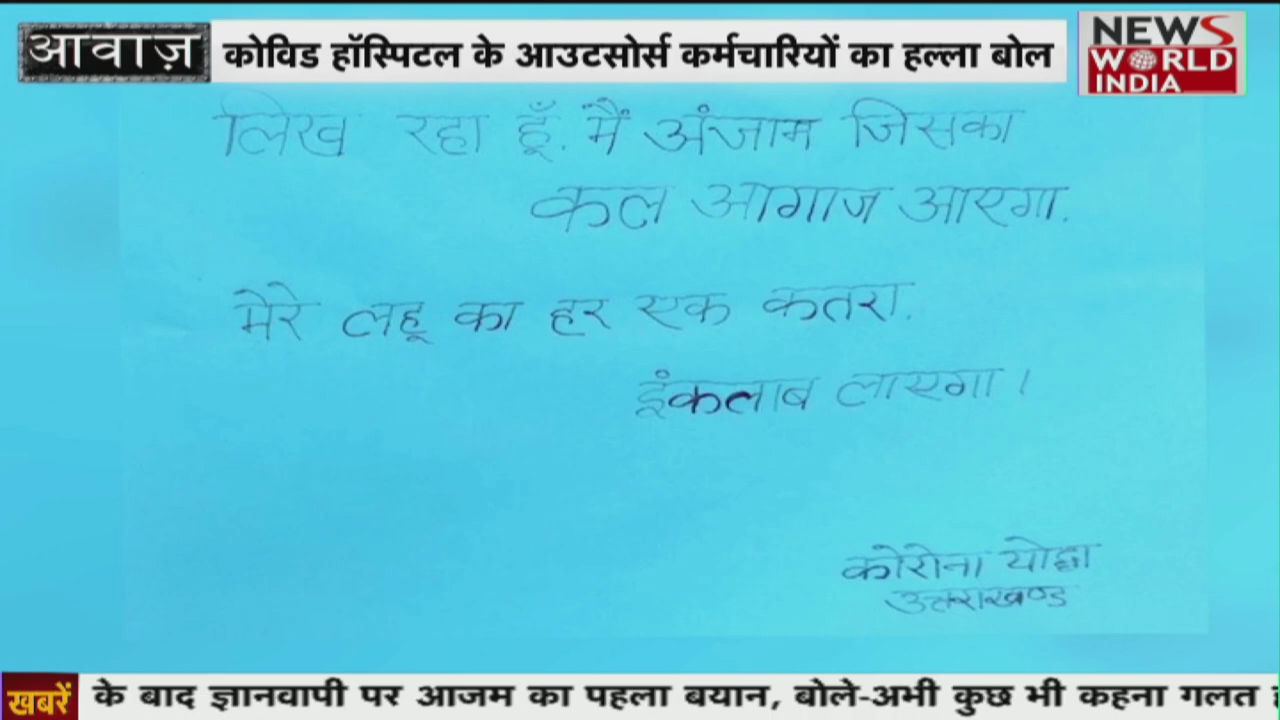 आवाज़
कोविड हॉस्पिटल के आउटसोर्स कर्मचारियों का हल्ला बोल
NEWS
WORLD
INDIA
लिख रहा हूँ. मैं अंजाम जिसका
कल आगाज आएगा.
मेरे लहू का हर एक कतरा.
इंकलाब लाएगा।
कोरोना योद्धा
उत्तराखण्ड
खबरें
के बाद ज्ञानवापी पर आजम का पहला बयान, बोले-अभी कुछ भी कहना गलत